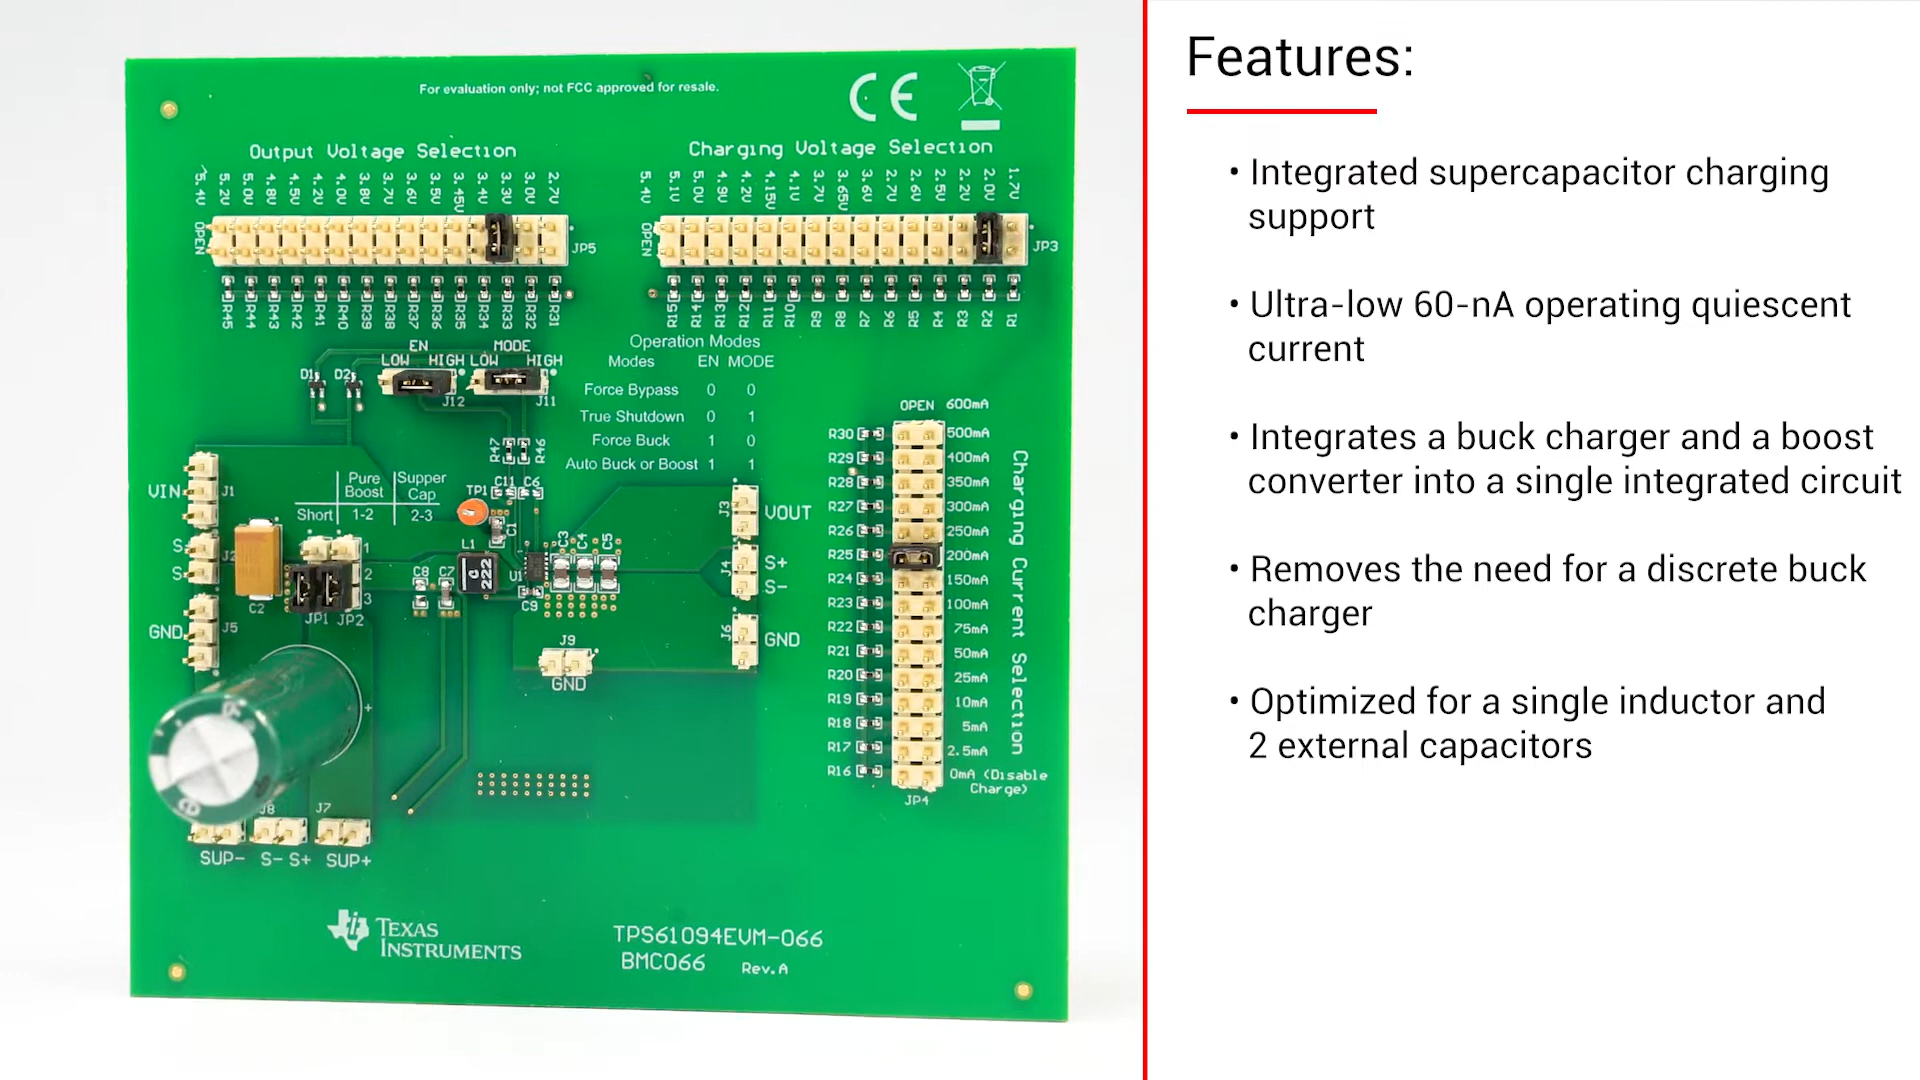 For evaluation only; not FCC approved for resale.
CE
Output Voltage Selection
5.4V 5.2V 5.0V 4.8V 4.5V 4.2V 4.0V 3.8V 3.7V 3.6V 3.5V 3.45V 3.4V 3.3V 3.0V 2.7V
OPEN
JP5
R45 R44 R43 R42 R41 R40 R39 R38 R37 R36 R35 R34 R33 R32 R31
Charging Voltage Selection
5.4V 5.1V 5.0V 4.9V 4.2V 4.15V 4.1V 3.7V 3.65V 3.6V 2.7V 2.6V 2.5V 2.2V 2.0V 1.7V
OPEN
JP3
R15 R14 R13 R12 R11 R10 R9 R8 R7 R6 R5 R4 R3 R2 R1
EN
LOW HIGH
J12
MODE
LOW HIGH
J11
D1 D2
Operation Modes
Modes EN MODE
Force Bypass 0 0
True Shutdown 0 1
Force Buck 1 0
Auto Buck or Boost 1 1
R47 R46
OPEN 600mA
R30 500mA
R29 400mA
R28 350mA
R27 300mA
R26 250mA
R25 200mA
R24 150mA
R23 100mA
R22 75mA
R21 50mA
R20 25mA
R19 10mA
R18 5mA
R17 2.5mA
R16 0mA (Disable
Charge)
JP4
Charging Current Selection
VIN J1
Pure Supper
Boost Cap
Short 1-2 2-3
TP1 C11 C6
C1
S J2
S
C2
1
2
3
JP1 JP2
L1
G
222
U1
C8 C7
C9
C3 C4 C5
J3 VOUT
J4 S+
S-
J6 GND
GND J5
J9
GND
+
J8 J7
SUP- S- S+ SUP+
TEXAS
INSTRUMENTS
TPS61094EVM-066
BMC066 Rev.A
Features:
• Integrated supercapacitor charging
support
• Ultra-low 60-nA operating quiescent
current
• Integrates a buck charger and a boost
converter into a single integrated circuit
• Removes the need for a discrete buck
charger
• Optimized for a single inductor and
2 external capacitors